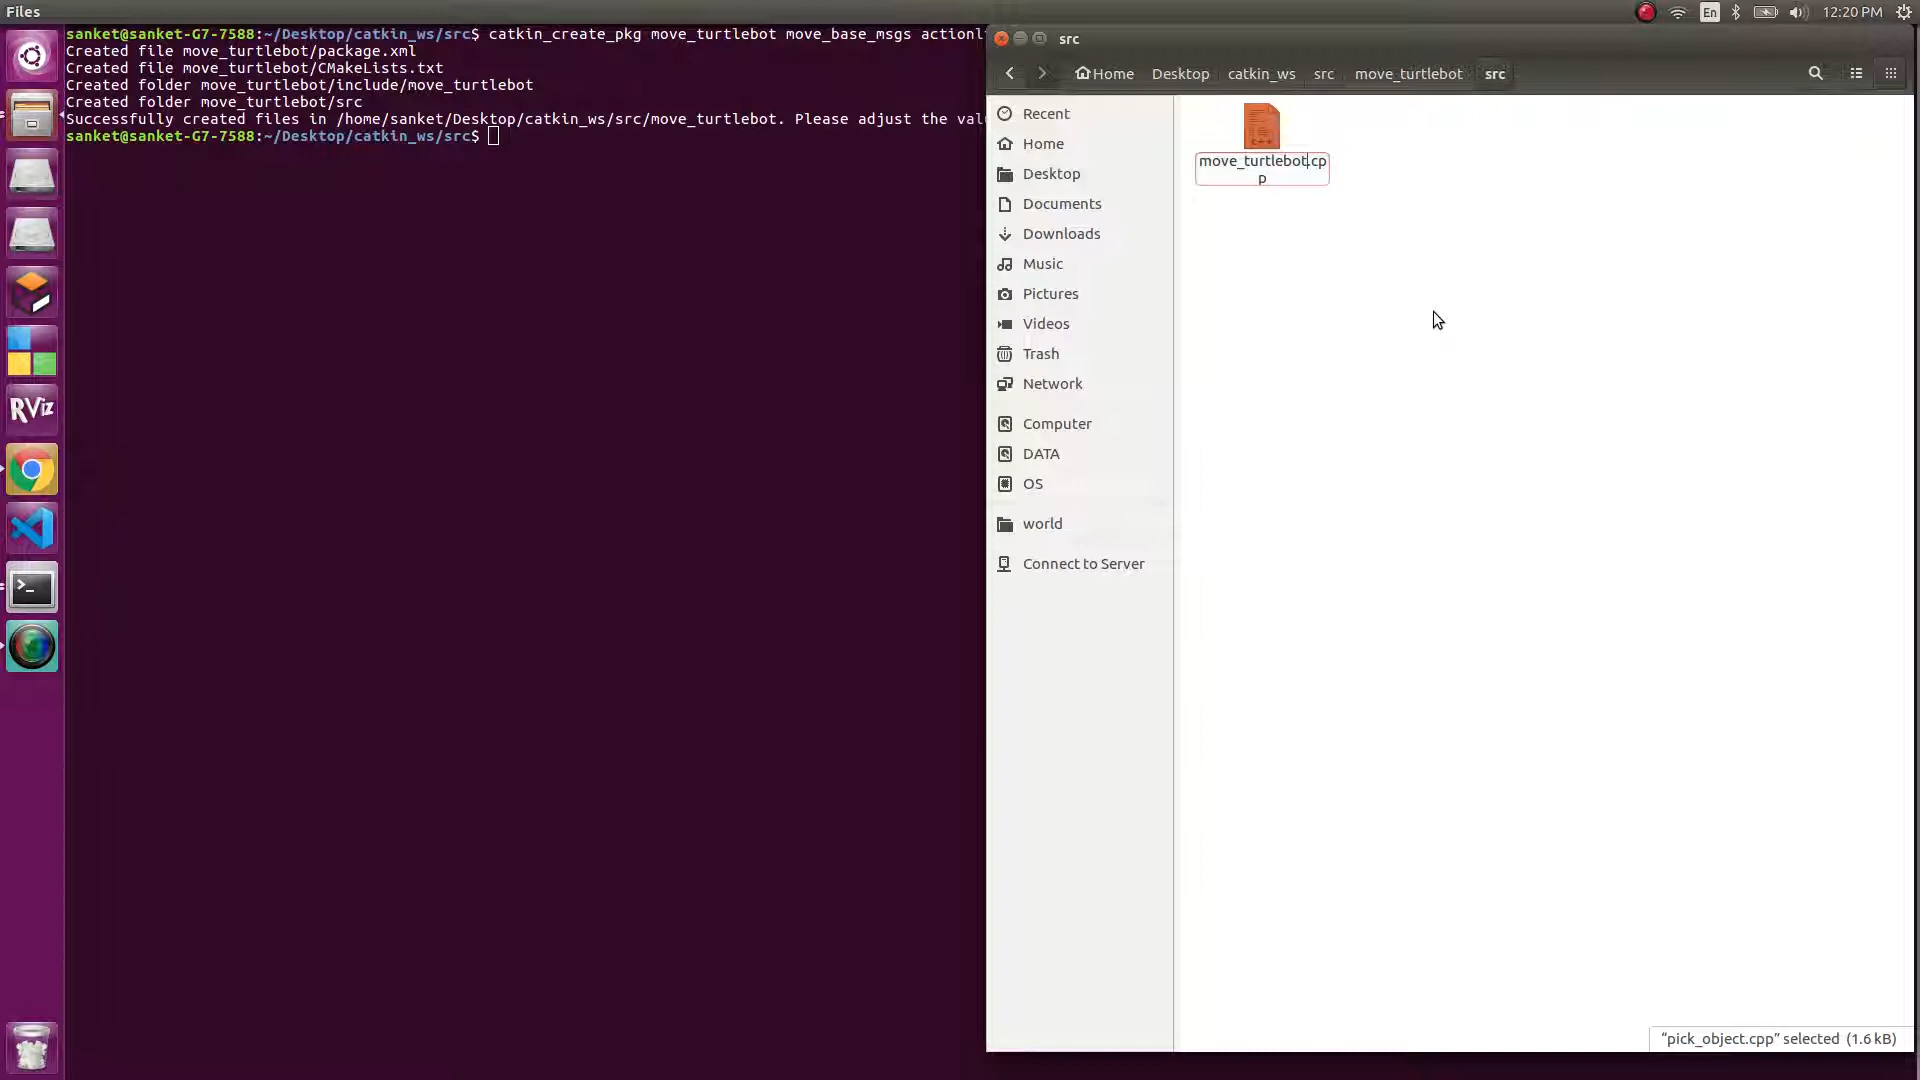 Files
En
12:20 PM
sanket@sanket-G7-7588:~/Desktop/catkin_ws/src$ catkin_create_pkg move_turtlebot move_base_msgs actionl
Created file move_turtlebot/package.xml
Created file move_turtlebot/CMakeLists.txt
Created folder move_turtlebot/include/move_turtlebot
Created folder move_turtlebot/src
Successfully created files in /home/sanket/Desktop/catkin_ws/src/move_turtlebot. Please adjust the val
sanket@sanket-G7-7588:~/Desktop/catkin_ws/src$
RViz
>_
src
Home Desktop catkin_ws src move_turtlebot src
Recent
Home
Desktop
Documents
Downloads
Music
Pictures
Videos
Trash
Network
Computer
DATA
OS
world
Connect to Server
C++
move_turtlebot.cp
p
“pick_object.cpp” selected (1.6 kB)